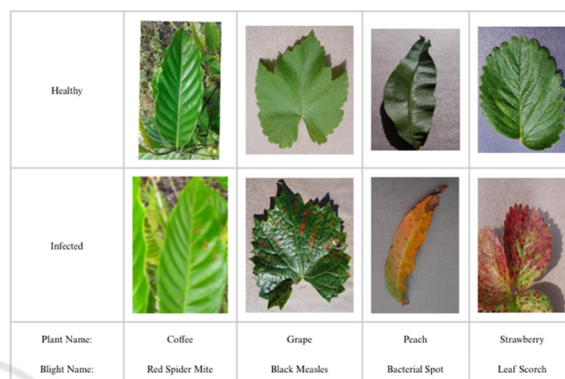 Healthy
Infected
Plant Name: Coffee Grape Peach Strawberry
Blight Name: Red Spider Mite Black Measles Bacterial Spot Leaf Scorch